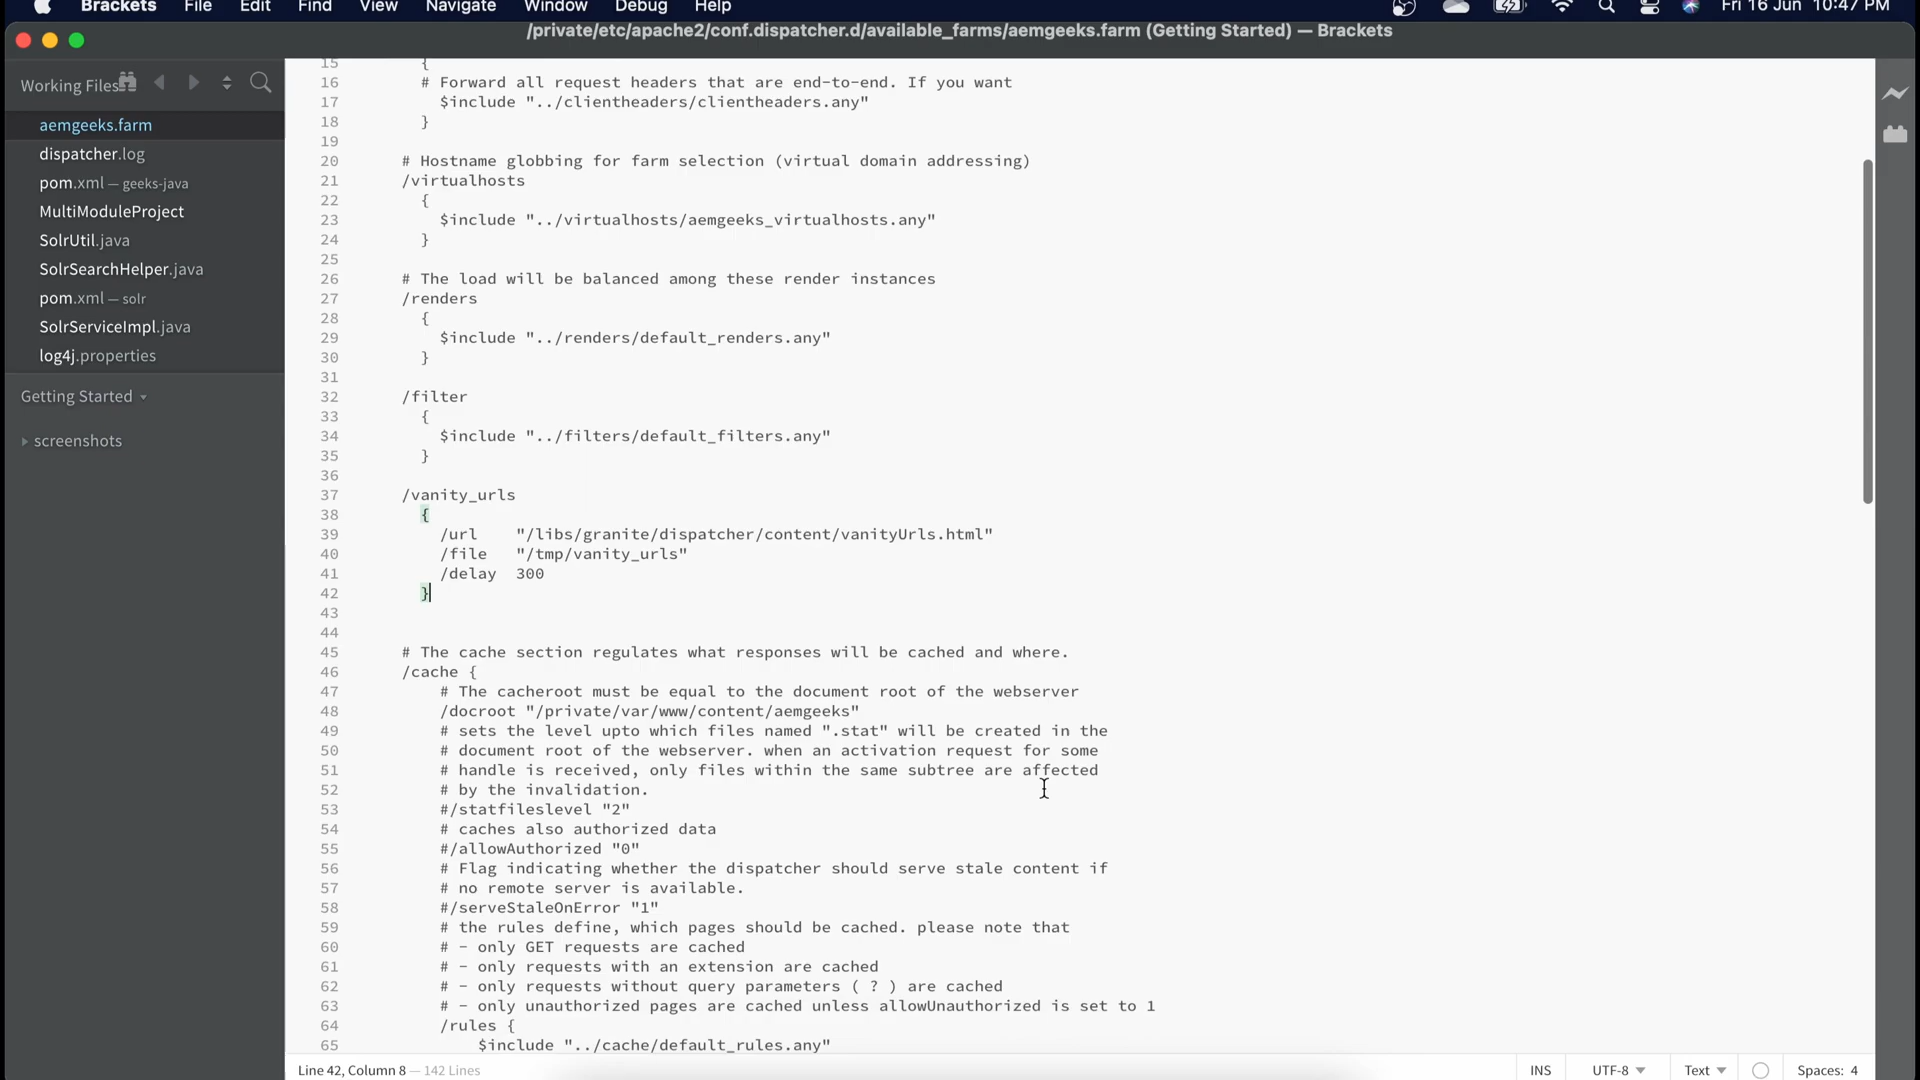 Brackets File Edit Find View Navigate Window Debug Help Fri 16 Jun 10:47 PM
/private/etc/apache2/conf.dispatcher.d/available_farms/aemgeeks.farm (Getting Started) — Brackets
Working Files
aemgeeks.farm
dispatcher.log
pom.xml — geeks-java
MultiModuleProject
SolrUtil.java
SolrSearchHelper.java
pom.xml — solr
SolrServiceImpl.java
log4j.properties
Getting Started
screenshots
15 {
16 # Forward all request headers that are end-to-end. If you want
17 $include "../clientheaders/clientheaders.any"
18 }
19
20 # Hostname globbing for farm selection (virtual domain addressing)
21 /virtualhosts
22 {
23 $include "../virtualhosts/aemgeeks_virtualhosts.any"
24 }
25
26 # The load will be balanced among these render instances
27 /renders
28 {
29 $include "../renders/default_renders.any"
30 }
31
32 /filter
33 {
34 $include "../filters/default_filters.any"
35 }
36
37 /vanity_urls
38 {
39 /url "/libs/granite/dispatcher/content/vanityUrls.html"
40 /file "/tmp/vanity_urls"
41 /delay 300
42 }
43
44
45 # The cache section regulates what responses will be cached and where.
46 /cache {
47 # The cacheroot must be equal to the document root of the webserver
48 /docroot "/private/var/www/content/aemgeeks"
49 # sets the level upto which files named ".stat" will be created in the
50 # document root of the webserver. when an activation request for some
51 # handle is received, only files within the same subtree are affected
52 # by the invalidation.
53 #/statfileslevel "2"
54 # caches also authorized data
55 #/allowAuthorized "0"
56 # Flag indicating whether the dispatcher should serve stale content if
57 # no remote server is available.
58 #/serveStaleOnError "1"
59 # the rules define, which pages should be cached. please note that
60 # - only GET requests are cached
61 # - only requests with an extension are cached
62 # - only requests without query parameters ( ? ) are cached
63 # - only unauthorized pages are cached unless allowUnauthorized is set to 1
64 /rules {
65 $include "../cache/default_rules.any"
Line 42, Column 8 — 142 Lines INS UTF-8 Text Spaces: 4